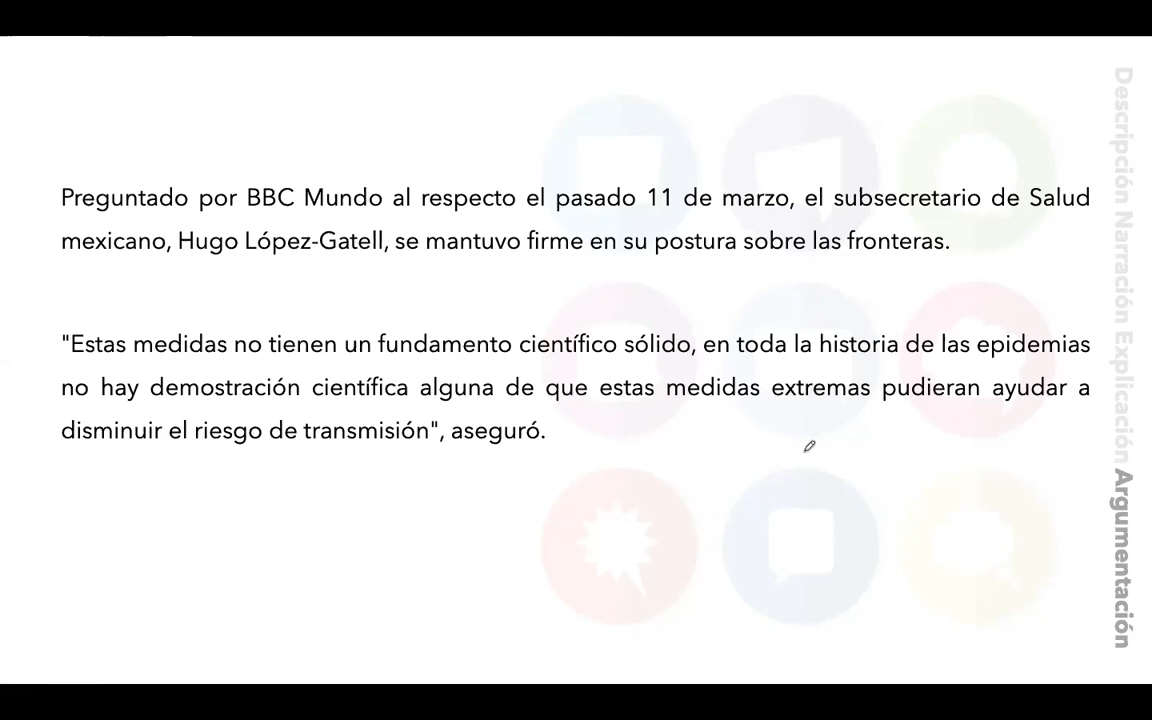 Preguntado por BBC Mundo al respecto el pasado 11 de marzo, el subsecretario de Salud
mexicano, Hugo López-Gatell, se mantuvo firme en su postura sobre las fronteras.
"Estas medidas no tienen un fundamento científico sólido, en toda la historia de las epidemias
no hay demostración científica alguna de que estas medidas extremas pudieran ayudar a
disminuir el riesgo de transmisión", aseguró.
Descripción Narración Explicación Argumentación